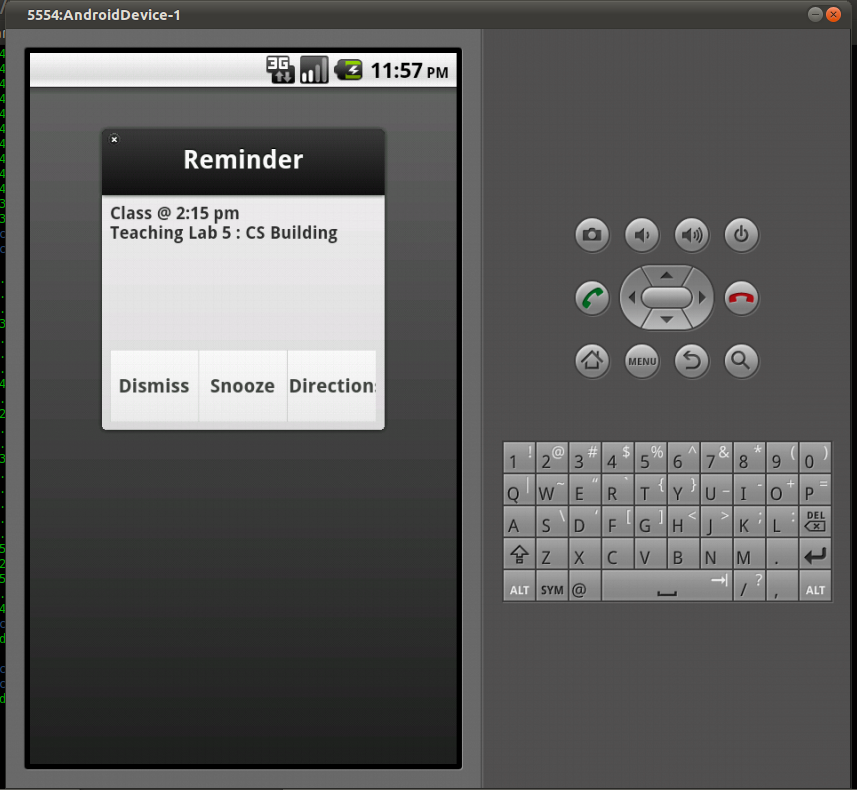 5554:AndroidDevice-1
3G
11:57 PM
Reminder
Class @ 2:15 pm
Teaching Lab 5 : CS Building
Dismiss
Snooze
Direction
MENU
1 ! 2 @ 3 # 4 $ 5 % 6 ^ 7 & 8 * 9 ( 0 )
Q | W ~ E “ R ` T { Y } U _ I - O + P =
A S \ D ‘ F [ G ] H < J > K ; L : DEL
Z X C V B N M .
ALT SYM @ / ? , ALT